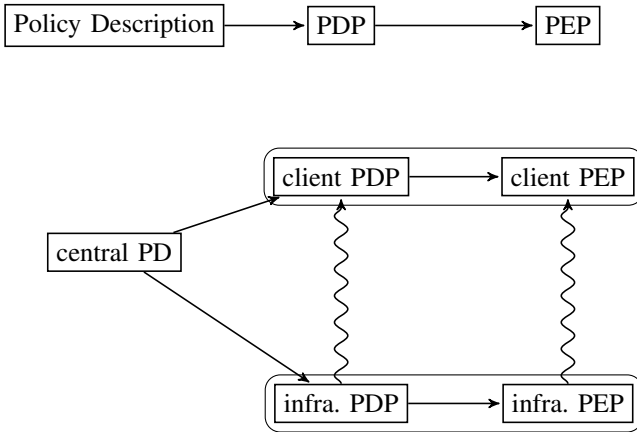 Policy Description PDP PEP
client PDP client PEP
central PD
infra. PDP infra. PEP